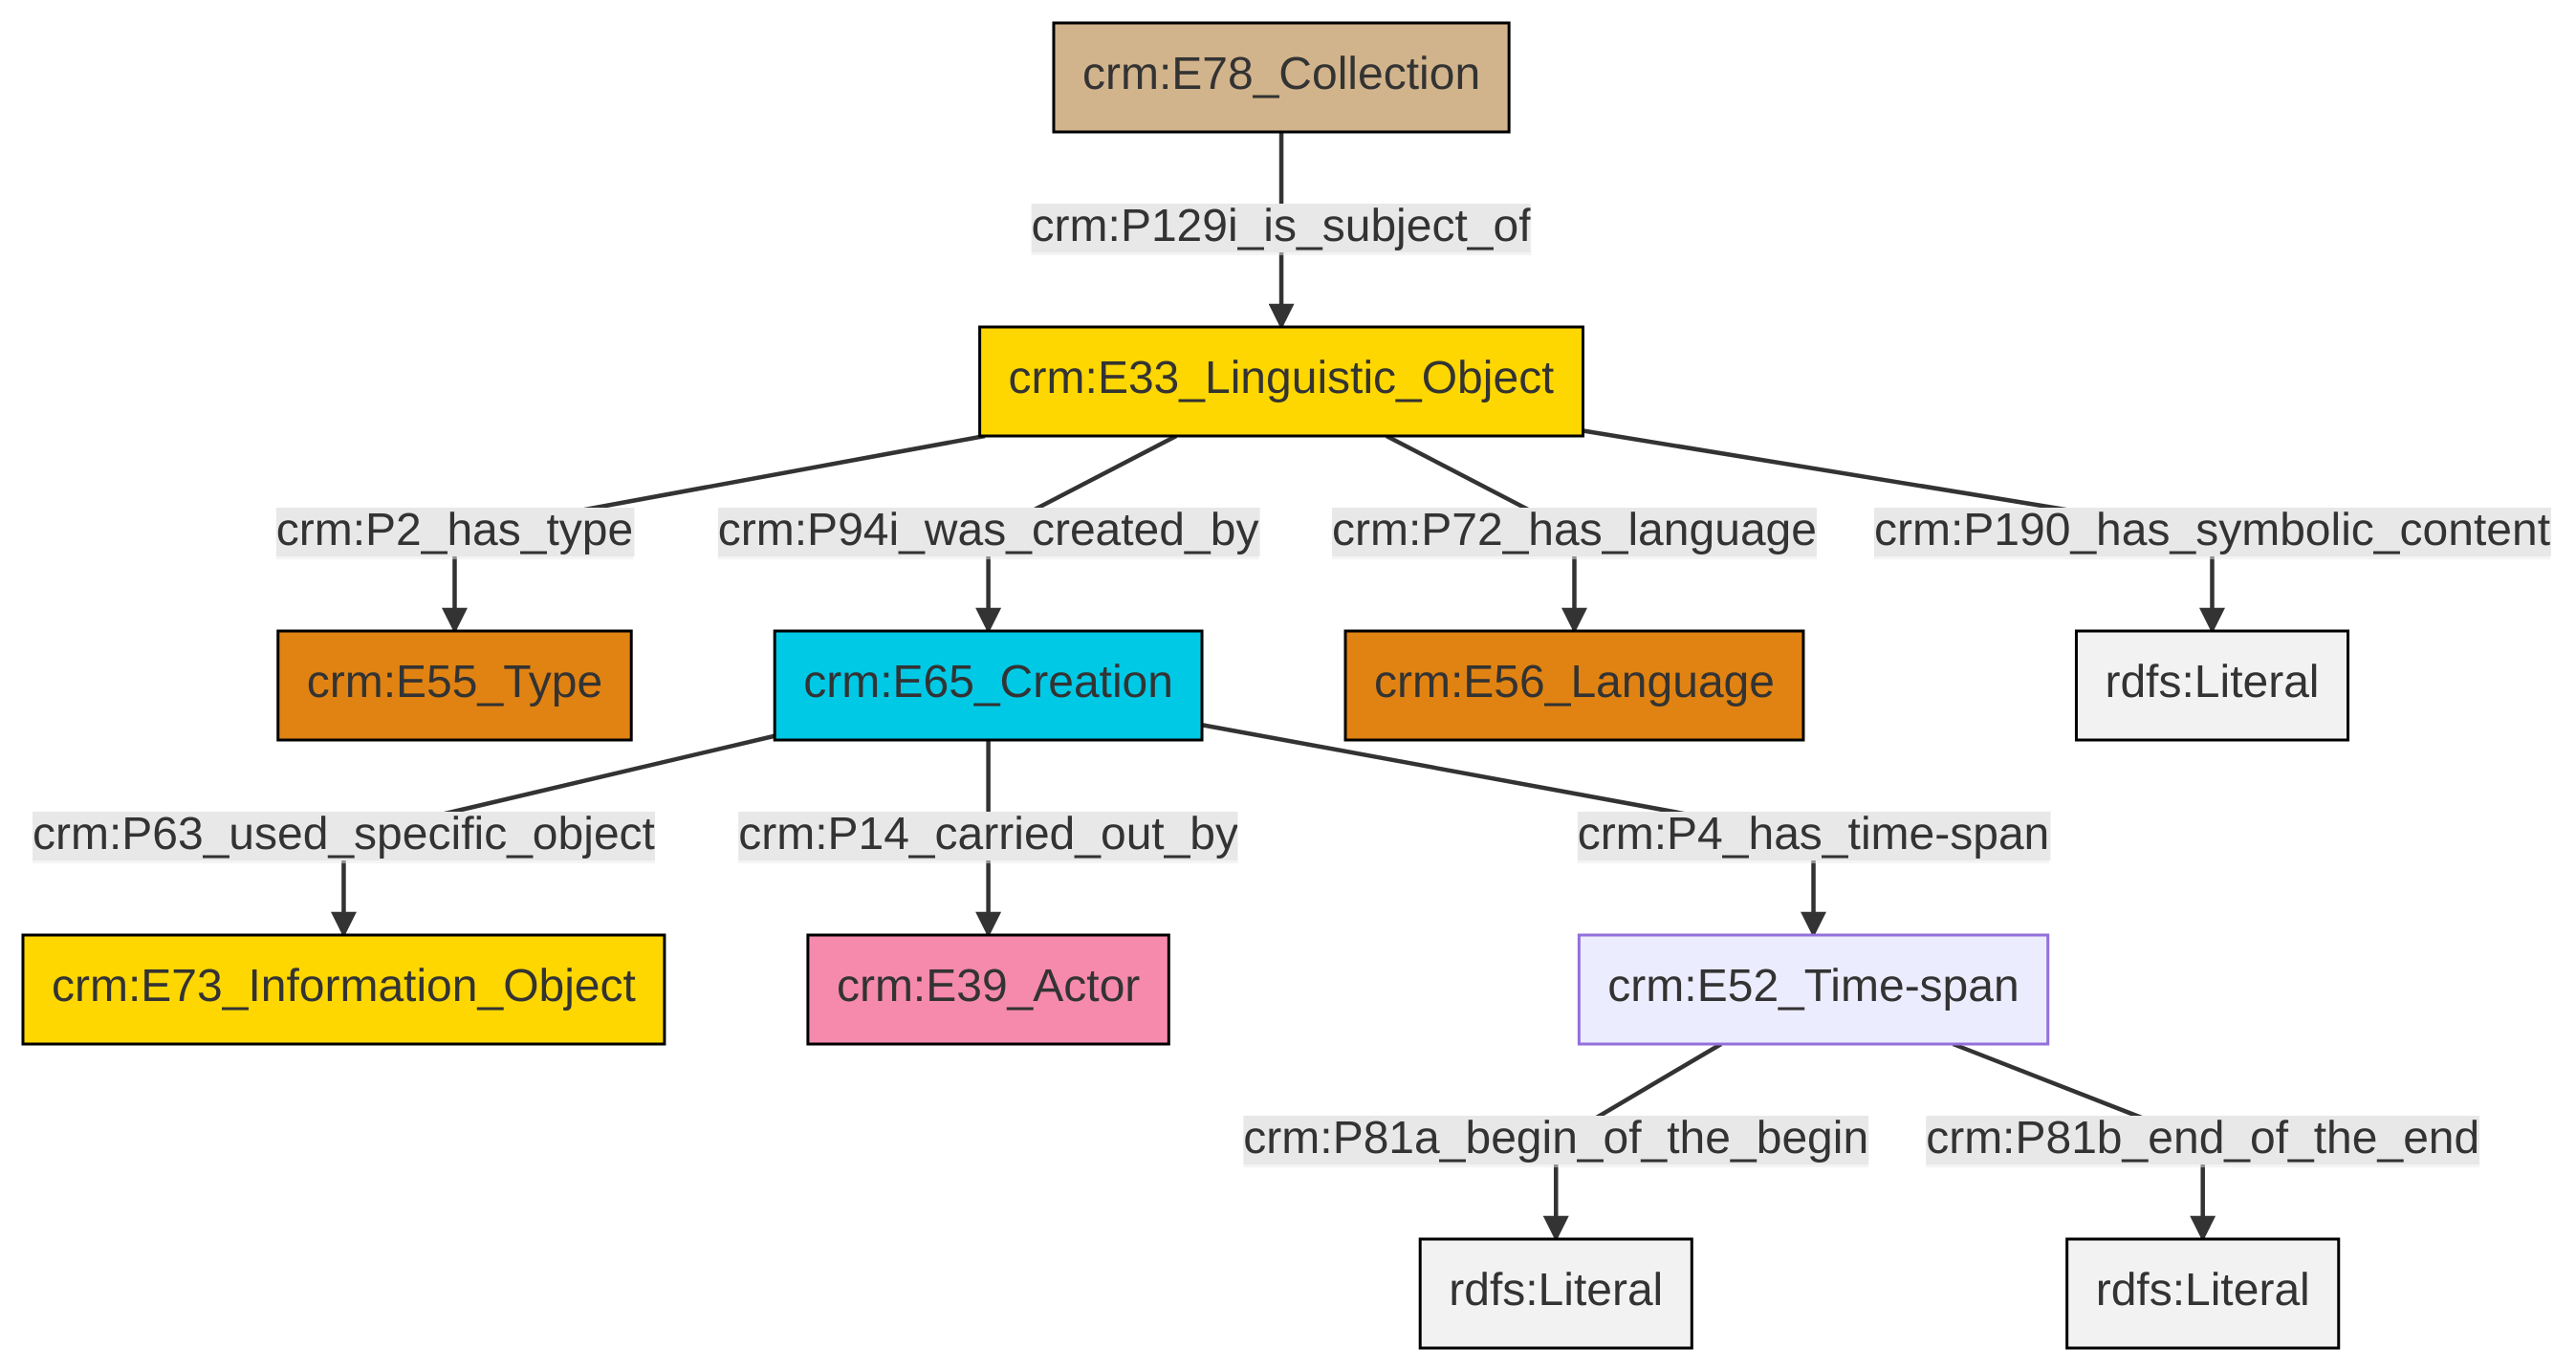 crm:E78_Collection
crm:P129i_is_subject_of
crm:E33_Linguistic_Object
crm:P2_has_type
crm:P94i_was_created_by
crm:P72_has_language
crm:P190_has_symbolic_content
crm:E55_Type
crm:E65_Creation
crm:E56_Language
rdfs:Literal
crm:P63_used_specific_object
crm:P14_carried_out_by
crm:P4_has_time-span
crm:E73_Information_Object
crm:E39_Actor
crm:E52_Time-span
crm:P81a_begin_of_the_begin
crm:P81b_end_of_the_end
rdfs:Literal
rdfs:Literal